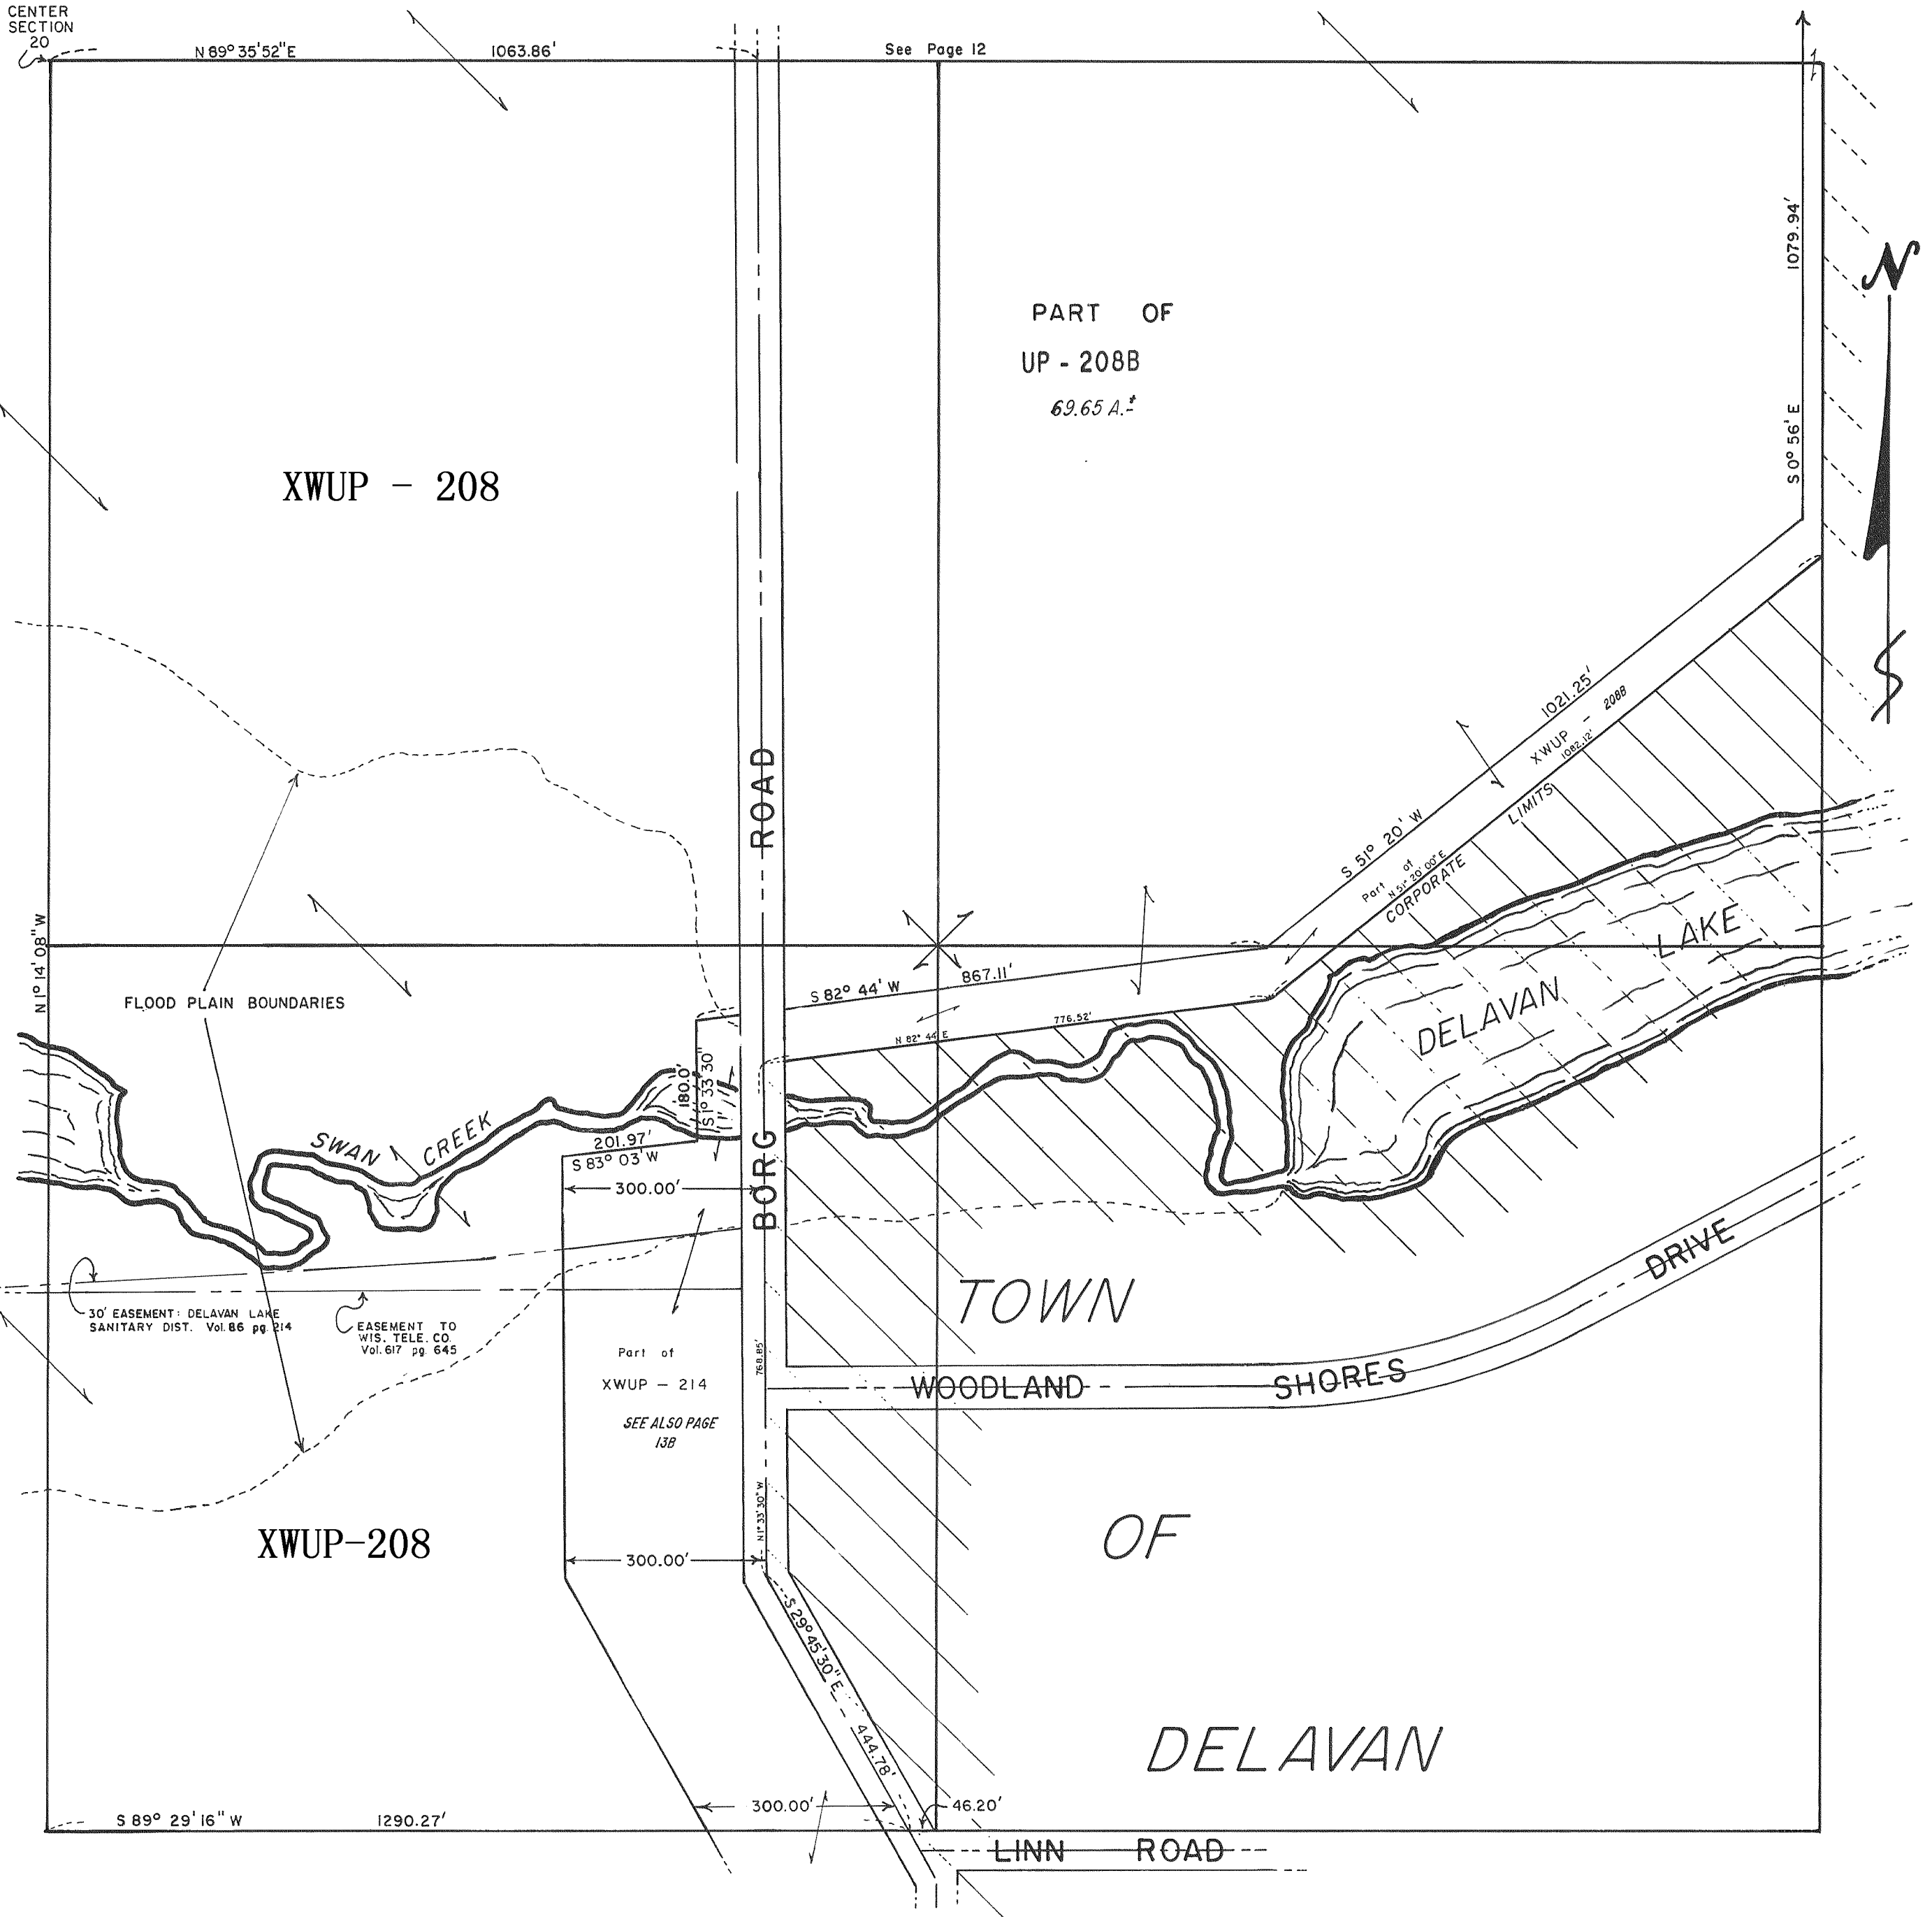 CENTER
SECTION
20
N 89° 35' 52" E
1063.86'
See Page 12
1079.94'
S 0° 56' E
N
S
PART OF
UP - 208B
69.65 A.±
XWUP - 208
ROAD
1021.25'
S 51° 20' W
XWUP - 208B
1082.12'
Part of
N 51° 20' 00" E
CORPORATE LIMITS
DELAVAN LAKE
N 1° 14' 08" W
FLOOD PLAIN BOUNDARIES
S 82° 44' W
867.11'
N 82° 44' E
776.52'
180.0'
S 1° 33' 30"
SWAN CREEK
201.97'
S 83° 03' W
300.00'
BORG
30' EASEMENT: DELAVAN LAKE
SANITARY DIST. Vol. 86 pg. 214
EASEMENT TO
WIS. TELE. CO.
Vol. 617 pg. 645
Part of
XWUP - 214
SEE ALSO PAGE
13B
768.85'
N 1° 33' 30" W
WOODLAND SHORES DRIVE
TOWN
OF
DELAVAN
XWUP-208
300.00'
S 29° 45' 30" E
444.78'
300.00'
46.20'
S 89° 29' 16" W
1290.27'
LINN ROAD